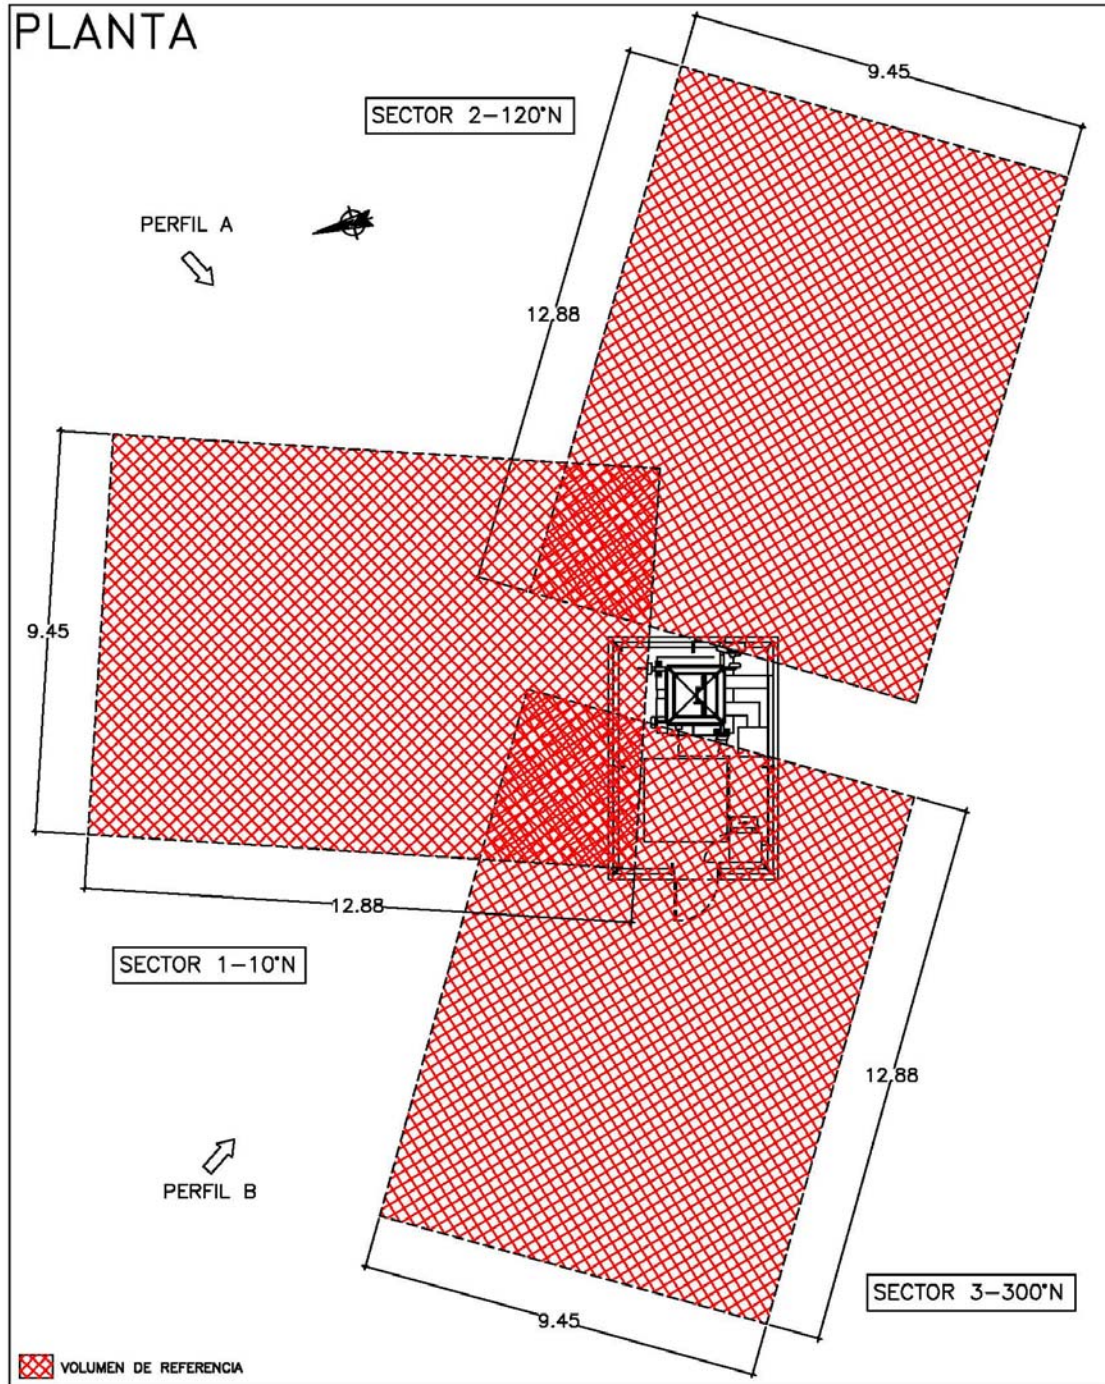 PLANTA
9.45
SECTOR 2-120°N
PERFIL A
12.88
9.45
12.88
SECTOR 1-10°N
12.88
PERFIL B
SECTOR 3-300°N
9.45
VOLUMEN DE REFERENCIA